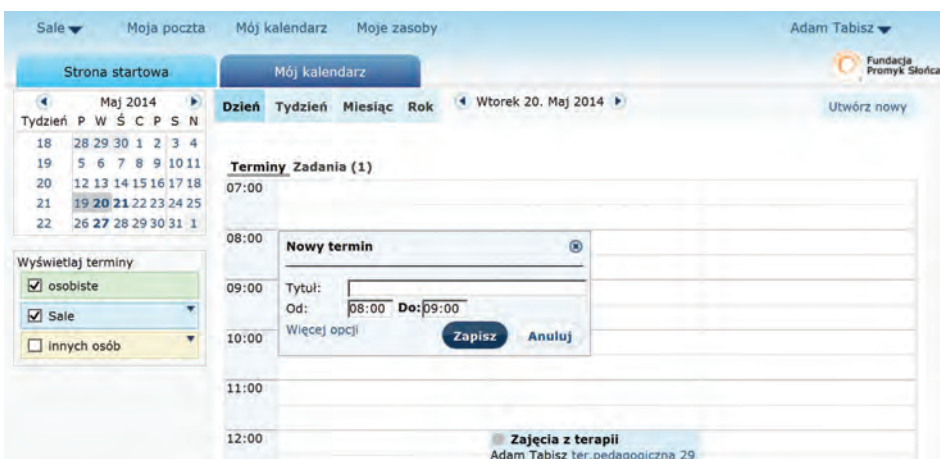 Sale Moja poczta Mój kalendarz Moje zasoby Adam Tabisz
Strona startowa Mój kalendarz Fundacja
Promyk Słońca
Maj 2014
Tydzień P W Ś C P S N
18 28 29 30 1 2 3 4
19 5 6 7 8 9 10 11
20 12 13 14 15 16 17 18
21 19 20 21 22 23 24 25
22 26 27 28 29 30 31 1
Wyświetlaj terminy
osobiste
Sale
innych osób
Dzień Tydzień Miesiąc Rok Wtorek 20. Maj 2014 Utwórz nowy
Terminy Zadania (1)
07:00
08:00
Nowy termin
09:00 Tytuł:
Od: 08:00 Do: 09:00
Więcej opcji Zapisz Anuluj
10:00
11:00
12:00 Zajęcia z terapii
Adam Tabisz ter.pedagogiczna 29